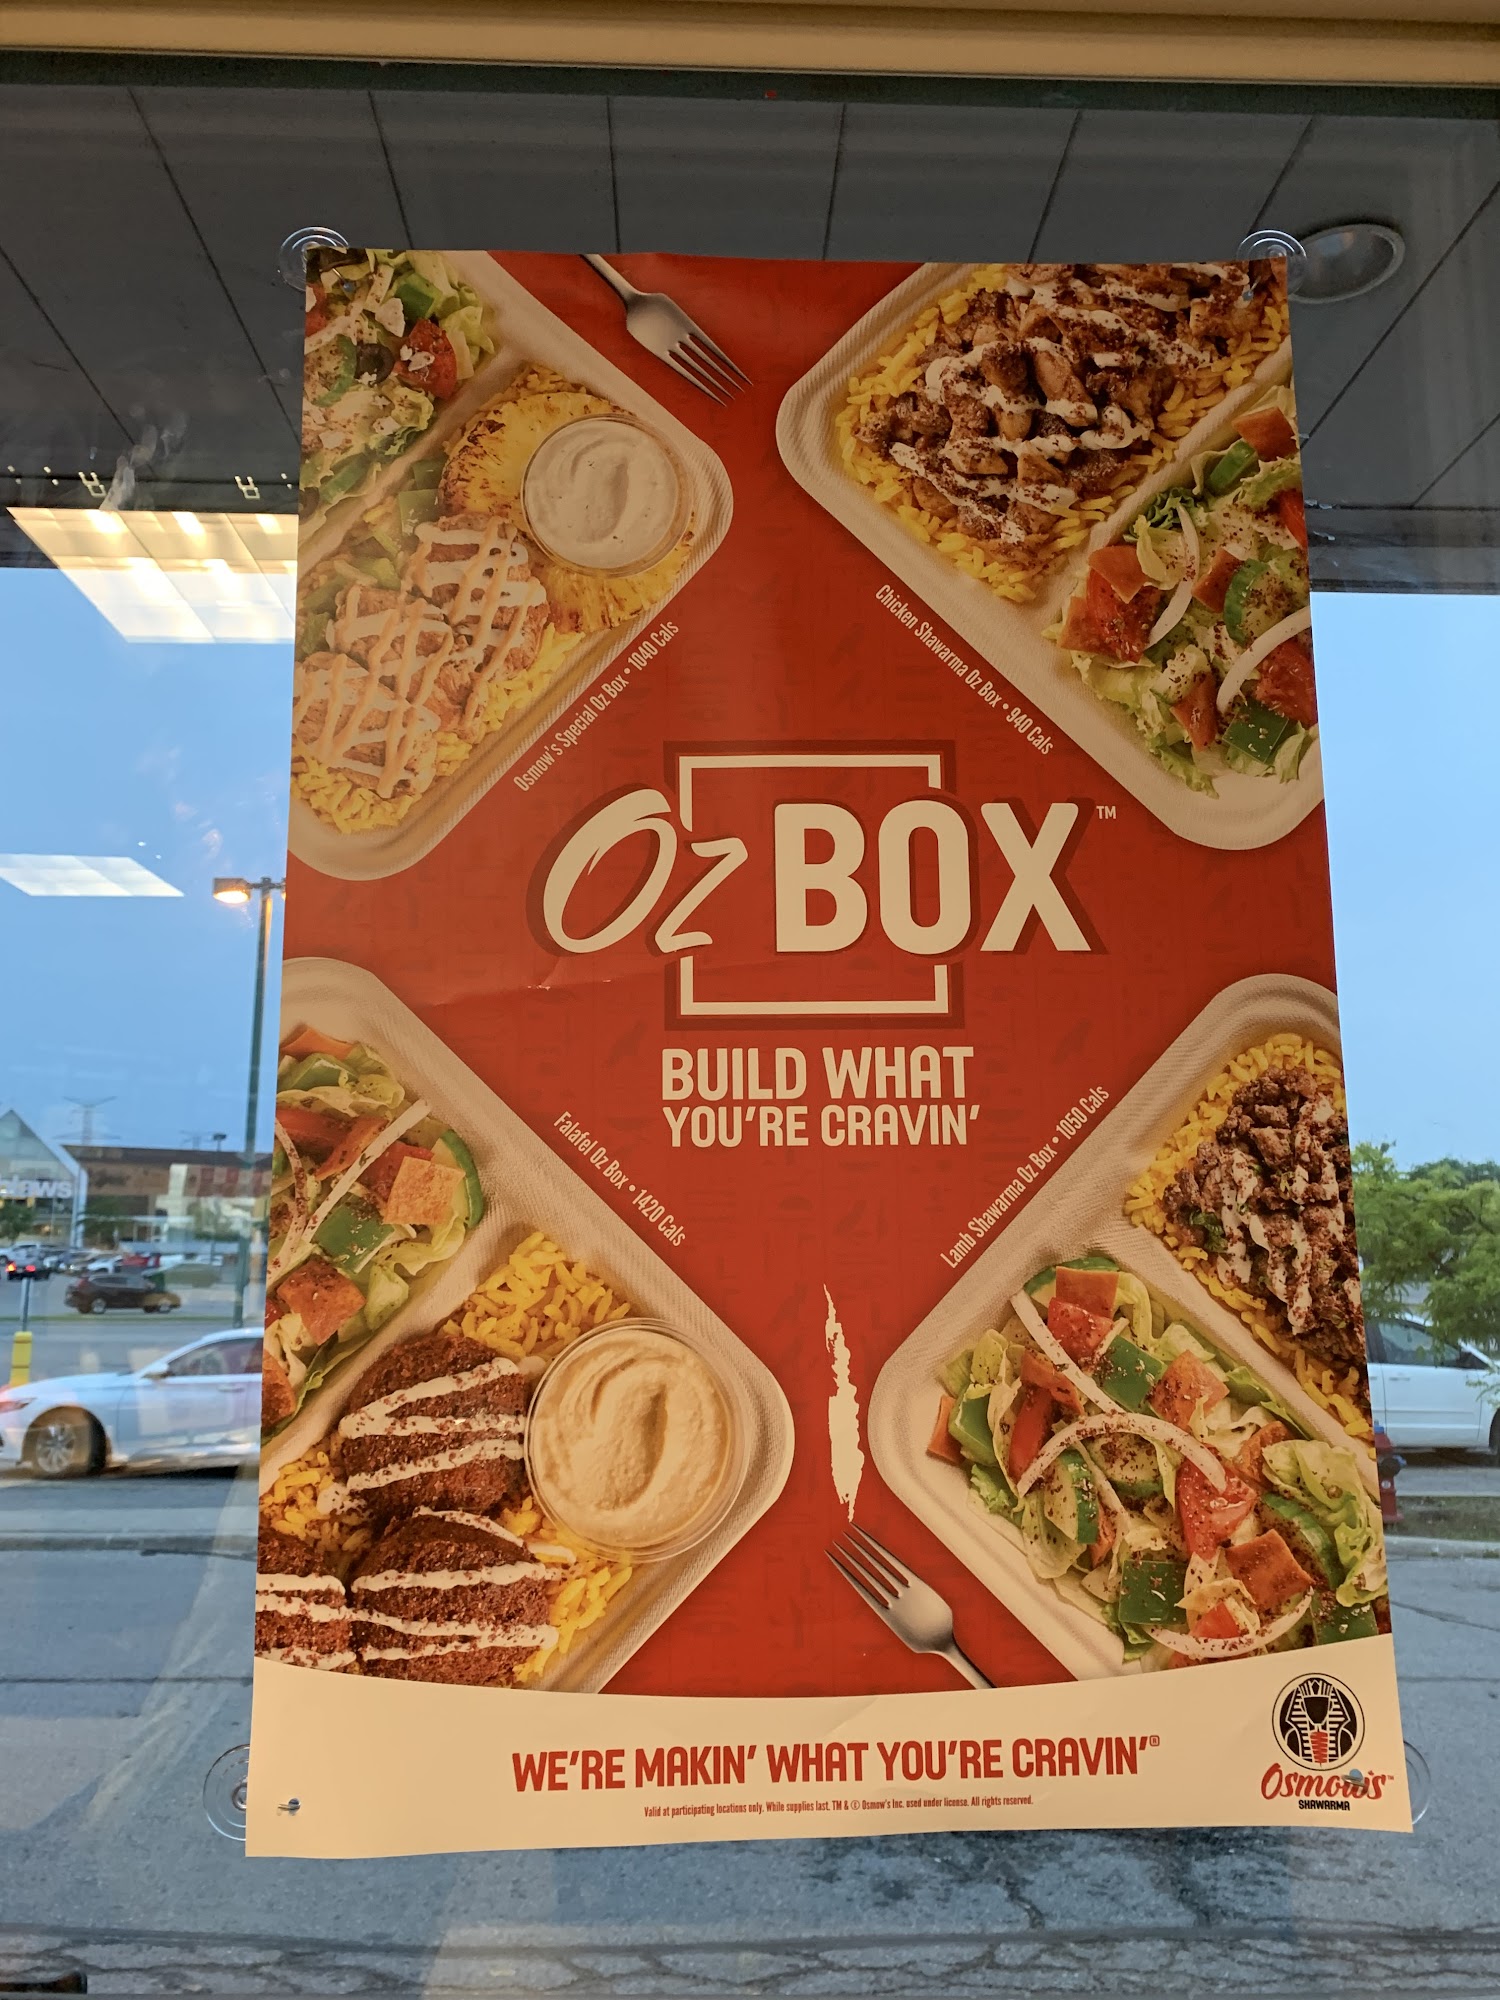 Osmow's Special Oz Box • 1040 Cals
Chicken Shawarma Oz Box • 940 Cals
Oz BOX™
BUILD WHAT
YOU'RE CRAVIN'
Falafel Oz Box • 1420 Cals
Lamb Shawarma Oz Box • 1050 Cals
WE'RE MAKIN' WHAT YOU'RE CRAVIN'®
Valid at participating locations only. While supplies last. TM & © Osmow's Inc. used under license. All rights reserved.
Osmow's™
SHAWARMA